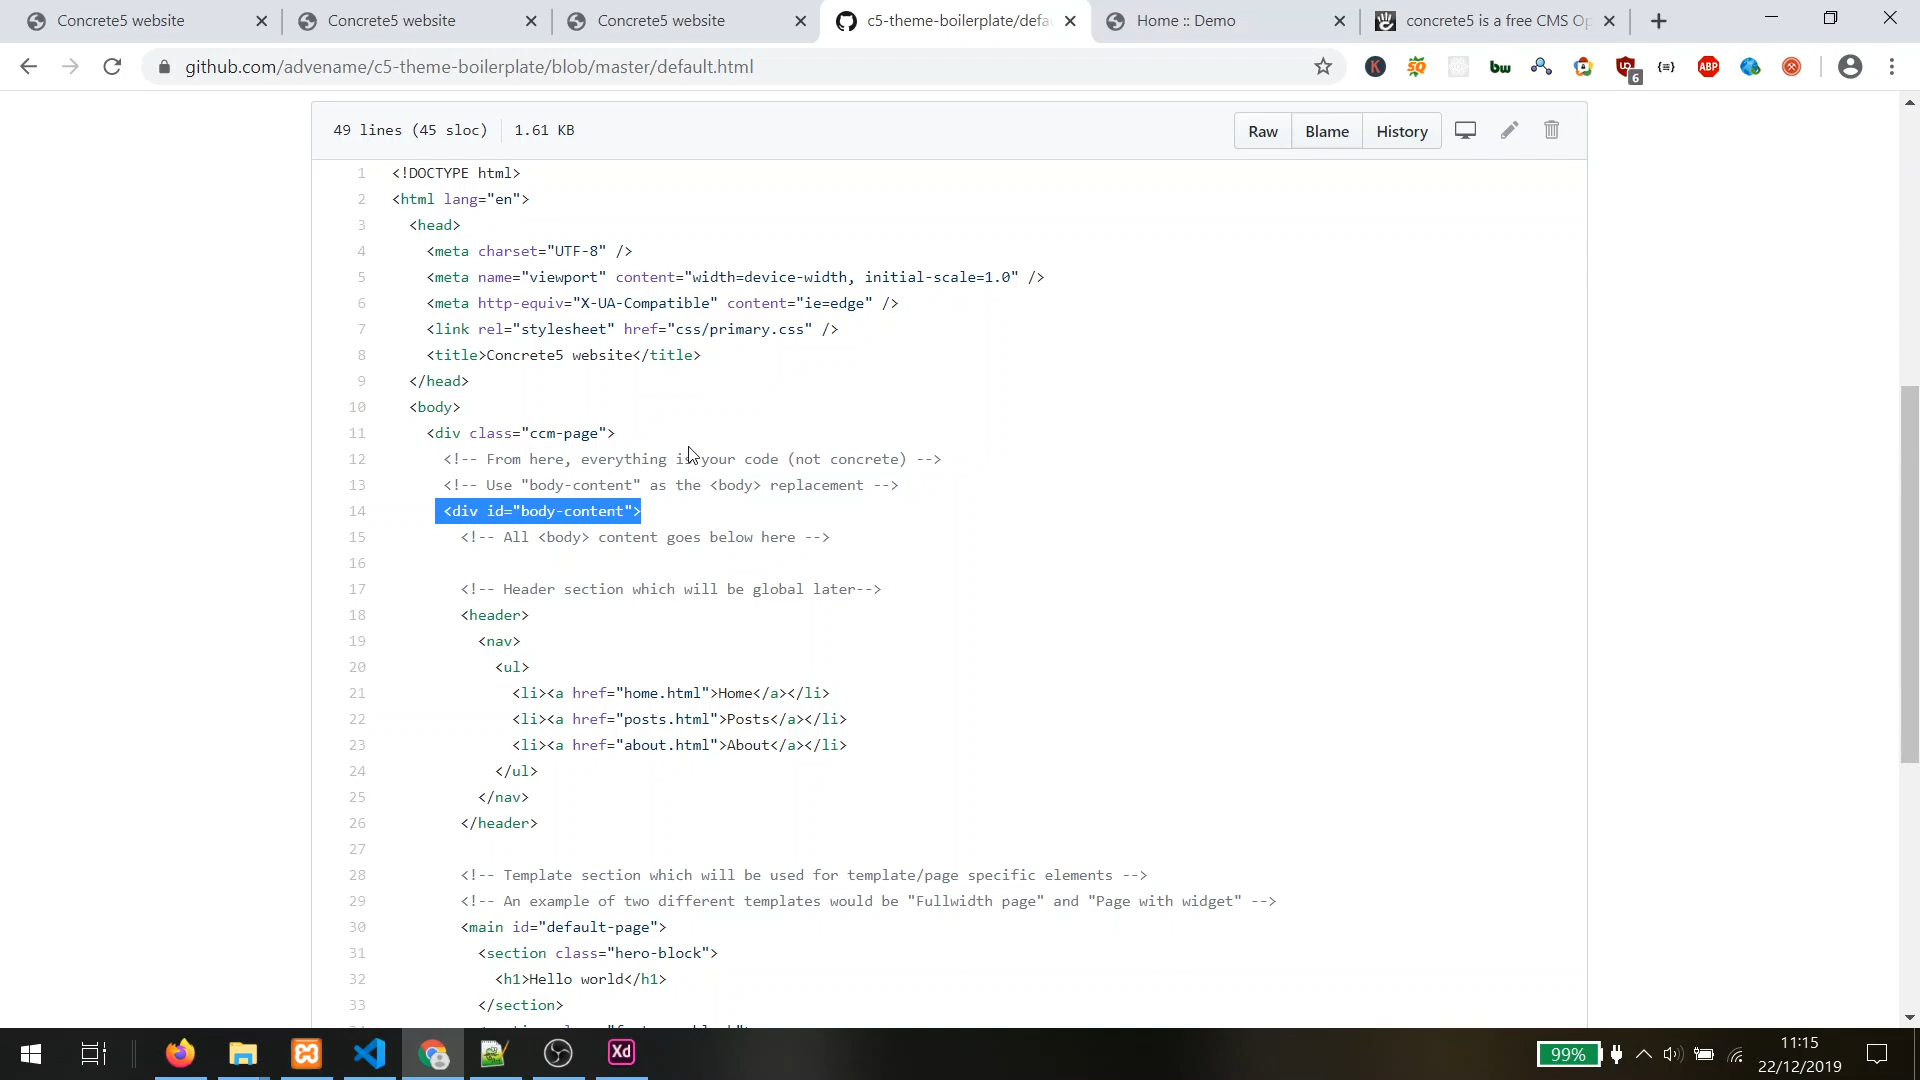 Concrete5 website
Concrete5 website
Concrete5 website
c5-theme-boilerplate/defau
Home :: Demo
concrete5 is a free CMS Op
github.com/advename/c5-theme-boilerplate/blob/master/default.html
K
SQ
bw
6
ABP
49 lines (45 sloc)
1.61 KB
Raw
Blame
History
1 <!DOCTYPE html>
2 <html lang="en">
3 <head>
4 <meta charset="UTF-8" />
5 <meta name="viewport" content="width=device-width, initial-scale=1.0" />
6 <meta http-equiv="X-UA-Compatible" content="ie=edge" />
7 <link rel="stylesheet" href="css/primary.css" />
8 <title>Concrete5 website</title>
9 </head>
10 <body>
11 <div class="ccm-page">
12 <!-- From here, everything is your code (not concrete) -->
13 <!-- Use "body-content" as the <body> replacement -->
14 <div id="body-content">
15 <!-- All <body> content goes below here -->
16
17 <!-- Header section which will be global later-->
18 <header>
19 <nav>
20 <ul>
21 <li><a href="home.html">Home</a></li>
22 <li><a href="posts.html">Posts</a></li>
23 <li><a href="about.html">About</a></li>
24 </ul>
25 </nav>
26 </header>
27
28 <!-- Template section which will be used for template/page specific elements -->
29 <!-- An example of two different templates would be "Fullwidth page" and "Page with widget" -->
30 <main id="default-page">
31 <section class="hero-block">
32 <h1>Hello world</h1>
33 </section>
Xd
99%
11:15
22/12/2019